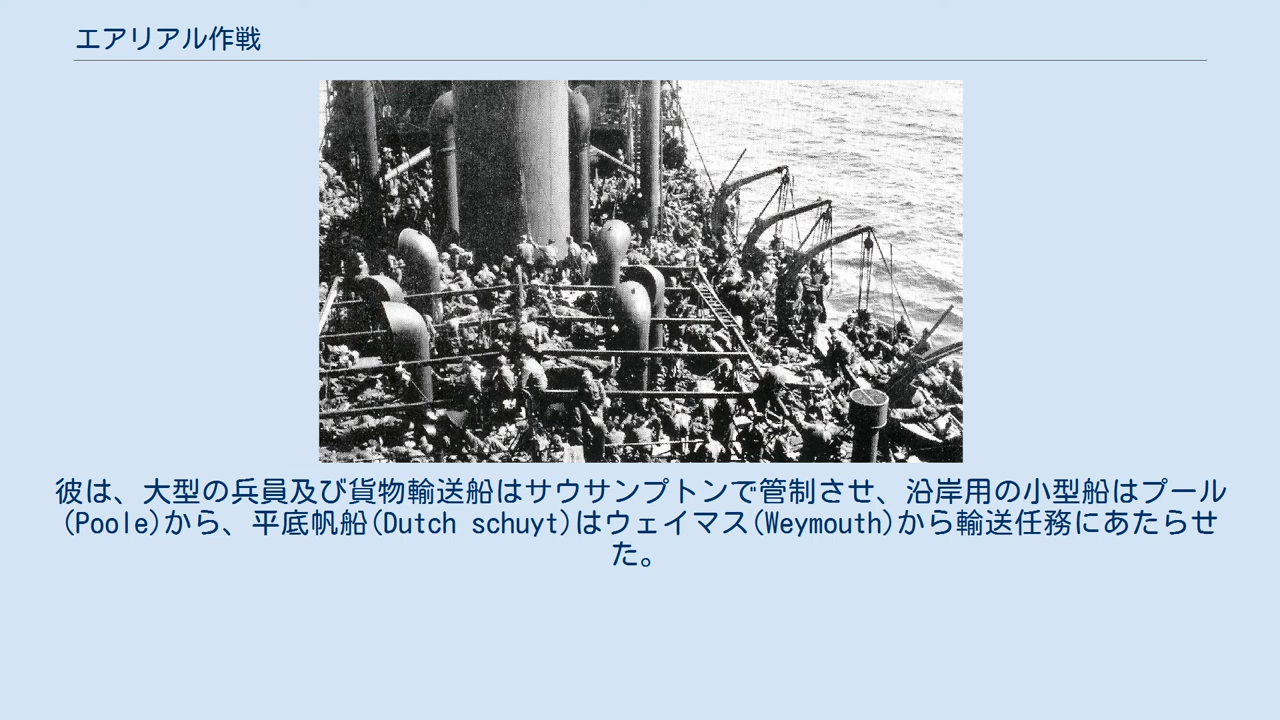 エアリアル作戦
彼は、大型の兵員及び貨物輸送船はサウサンプトンで管制させ、沿岸用の小型船はプール
(Poole)から、平底帆船(Dutch schuyt)はウェイマス(Weymouth)から輸送任務にあたらせ
た。